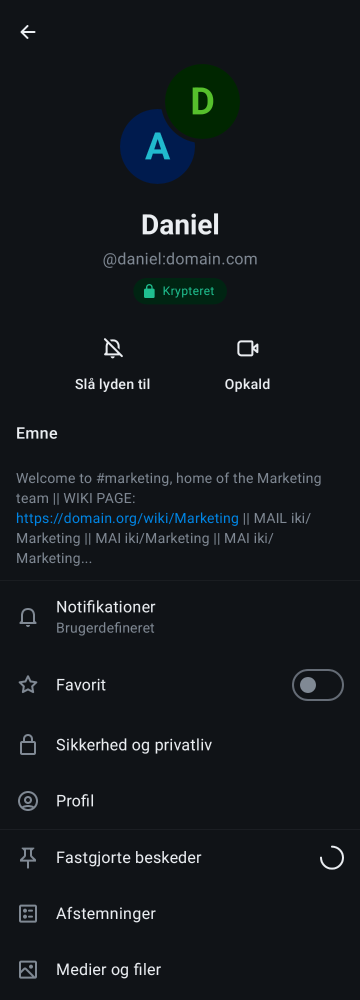 D
A
Daniel
@daniel:domain.com
Krypteret
Slå lyden til
Opkald
Emne
Welcome to #marketing, home of the Marketing
team || WIKI PAGE:
https://domain.org/wiki/Marketing || MAIL iki/
Marketing || MAI iki/Marketing || MAI iki/
Marketing...
Notifikationer
Brugerdefineret
Favorit
Sikkerhed og privatliv
Profil
Fastgjorte beskeder
Afstemninger
Medier og filer